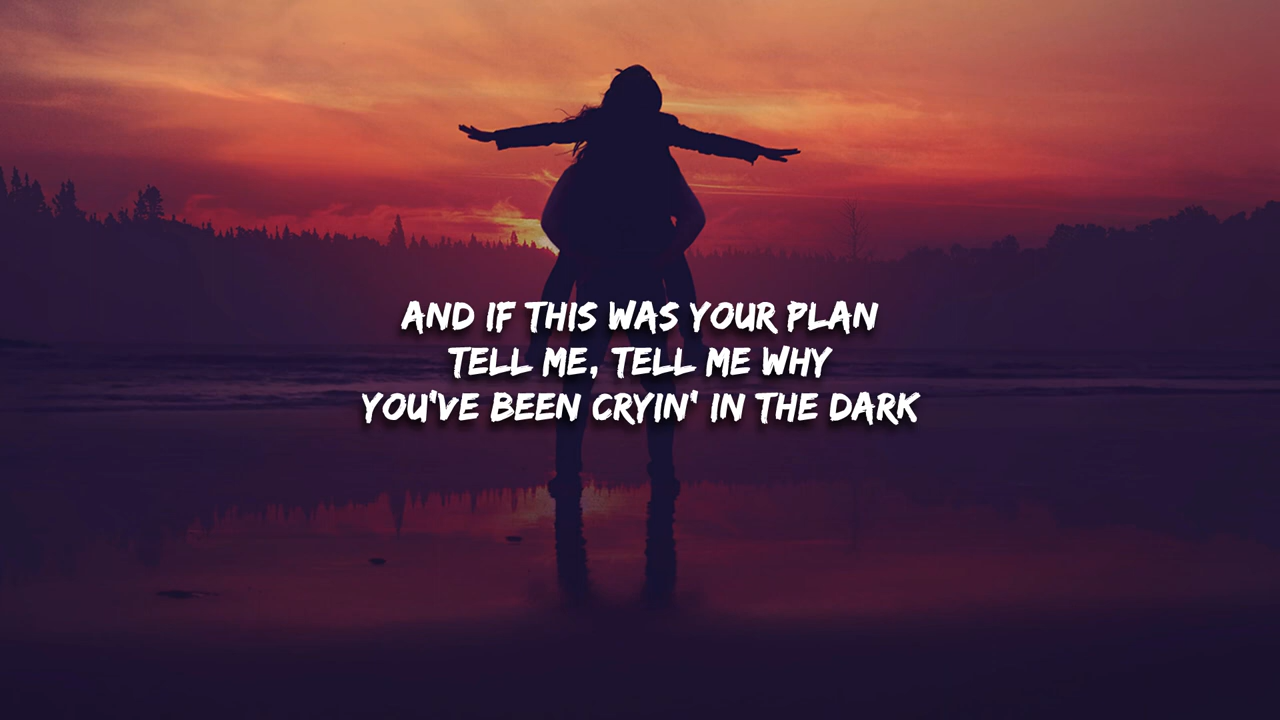 AND IF THIS WAS YOUR PLAN
TELL ME, TELL ME WHY
YOU'VE BEEN CRYIN' IN THE DARK